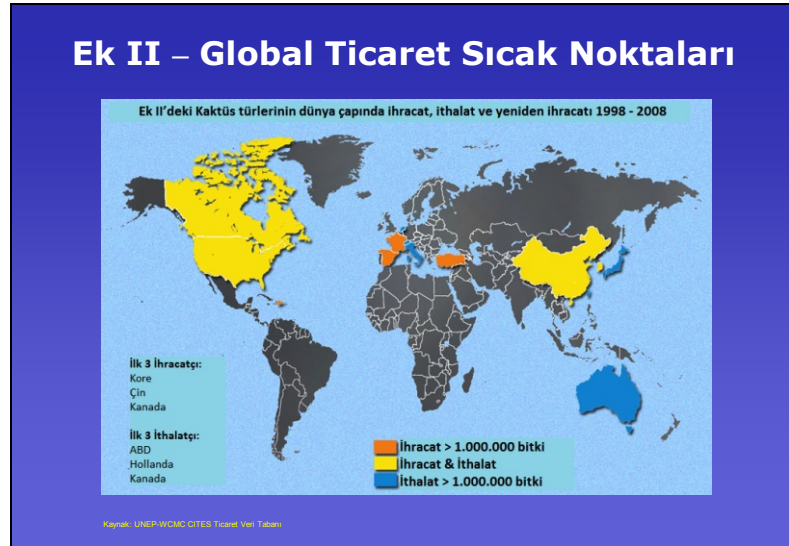 Ek II – Global Ticaret Sıcak Noktaları
Ek II'deki Kaktüs türlerinin dünya çapında ihracat, ithalat ve yeniden ihracatı 1998 - 2008
İlk 3 İhracatçı:
Kore
Çin
Kanada
İlk 3 İthalatçı:
ABD
Hollanda
Kanada
İhracat > 1.000.000 bitki
İhracat & İthalat
İthalat > 1.000.000 bitki
Kaynak: UNEP-WCMC CITES Ticaret Veri Tabanı